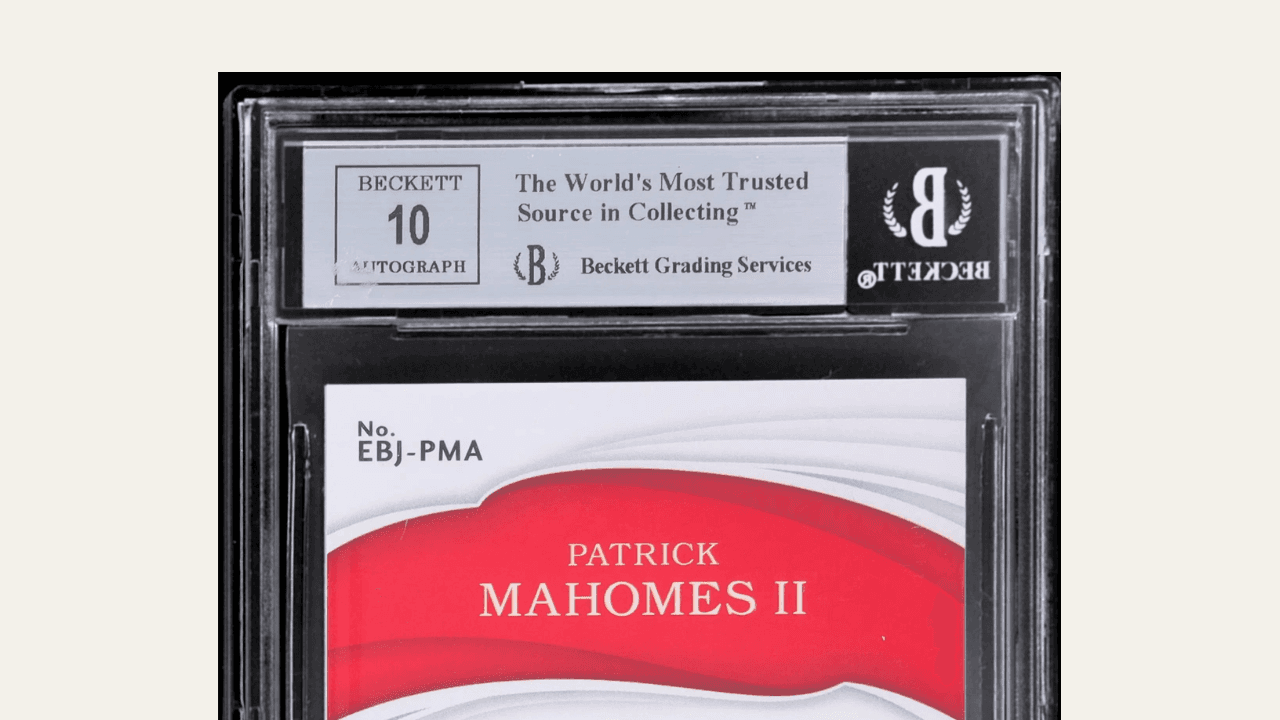 BECKETT
10
AUTOGRAPH
The World's Most Trusted
Source in Collecting™
B Beckett Grading Services
B
BECKETT®
No.
EBJ-PMA
PATRICK
MAHOMES II